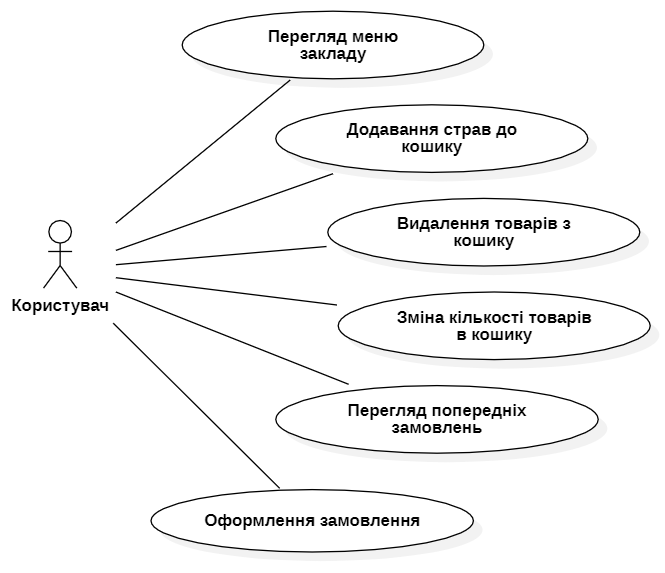 Перегляд меню
закладу
Додавання страв до
кошику
Видалення товарів з
кошику
Користувач
Зміна кількості товарів
в кошику
Перегляд попередніх
замовлень
Оформлення замовлення